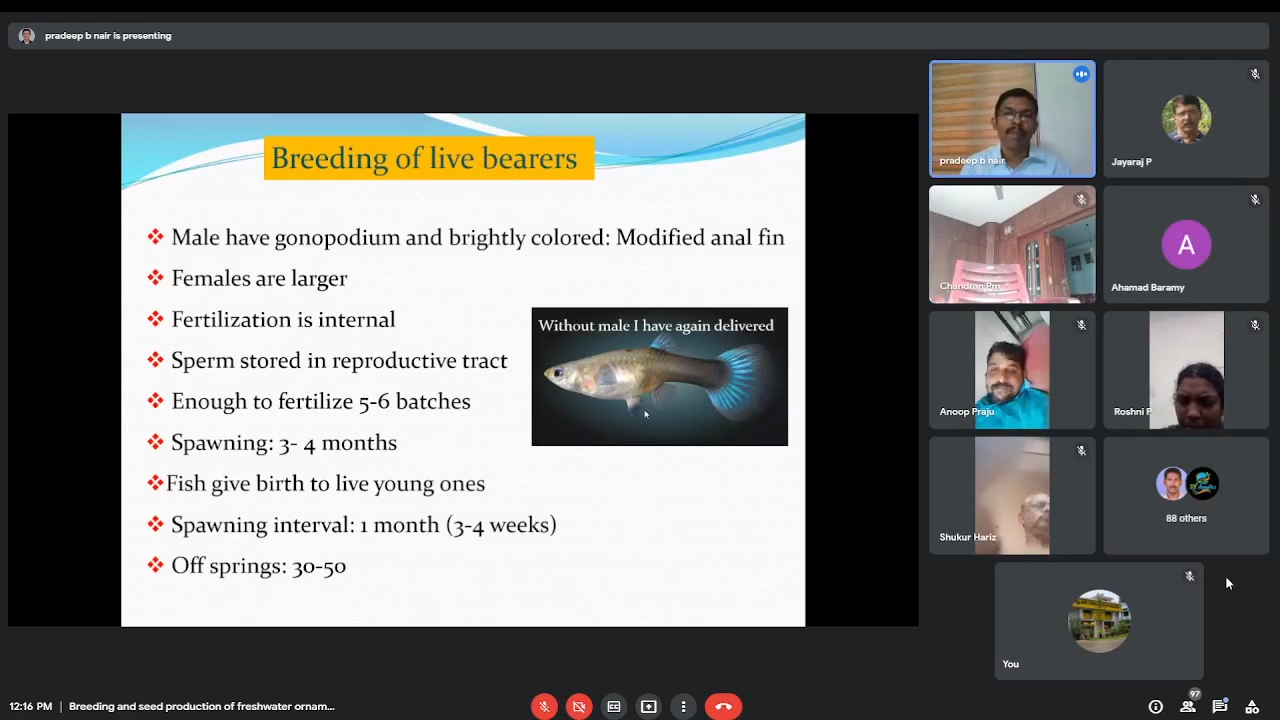 pradeep b nair is presenting
Breeding of live bearers
Male have gonopodium and brightly colored: Modified anal fin
Females are larger
Fertilization is internal
Sperm stored in reproductive tract
Enough to fertilize 5-6 batches
Spawning: 3- 4 months
Fish give birth to live young ones
Spawning interval: 1 month (3-4 weeks)
Off springs: 30-50
Without male I have again delivered
pradeep b nair
Jayaraj P
Chandran Pm
A
Ahamad Baramy
Anoop Praju
Roshni P
Shukur Hariz
88 others
You
12:16 PM | Breeding and seed production of freshwater ornam...
97